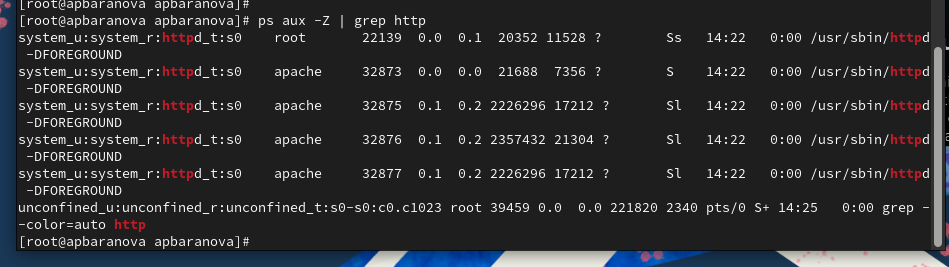 [root@apbaranova apbaranova]#
[root@apbaranova apbaranova]# ps aux -Z | grep http
system_u:system_r:httpd_t:s0    root       22139  0.0  0.1  20352 11528 ?        Ss   14:22   0:00 /usr/sbin/httpd
 -DFOREGROUND
system_u:system_r:httpd_t:s0    apache     32873  0.0  0.0  21688  7356 ?        S    14:22   0:00 /usr/sbin/httpd
 -DFOREGROUND
system_u:system_r:httpd_t:s0    apache     32875  0.1  0.2 2226296 17212 ?       Sl   14:22   0:00 /usr/sbin/httpd
 -DFOREGROUND
system_u:system_r:httpd_t:s0    apache     32876  0.1  0.2 2357432 21304 ?       Sl   14:22   0:00 /usr/sbin/httpd
 -DFOREGROUND
system_u:system_r:httpd_t:s0    apache     32877  0.1  0.2 2226296 17212 ?       Sl   14:22   0:00 /usr/sbin/httpd
 -DFOREGROUND
unconfined_u:unconfined_r:unconfined_t:s0-s0:c0.c1023 root 39459 0.0  0.0 221820 2340 pts/0 S+ 14:25   0:00 grep -
-color=auto http
[root@apbaranova apbaranova]#